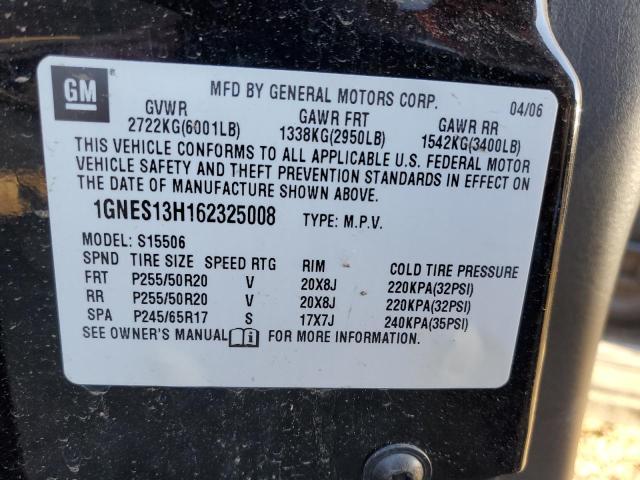 GM
MFD BY GENERAL MOTORS CORP. 04/06
GVWR GAWR FRT GAWR RR
2722KG(6001LB) 1338KG(2950LB) 1542KG(3400LB)
THIS VEHICLE CONFORMS TO ALL APPLICABLE U.S. FEDERAL MOTOR
VEHICLE SAFETY AND THEFT PREVENTION STANDARDS IN EFFECT ON
THE DATE OF MANUFACTURE SHOWN ABOVE.
1GNES13H162325008 TYPE: M.P.V.
MODEL: S15506
SPND TIRE SIZE SPEED RTG RIM COLD TIRE PRESSURE
FRT P255/50R20 V 20X8J 220KPA(32PSI)
RR P255/50R20 V 20X8J 220KPA(32PSI)
SPA P245/65R17 S 17X7J 240KPA(35PSI)
SEE OWNER'S MANUAL FOR MORE INFORMATION.